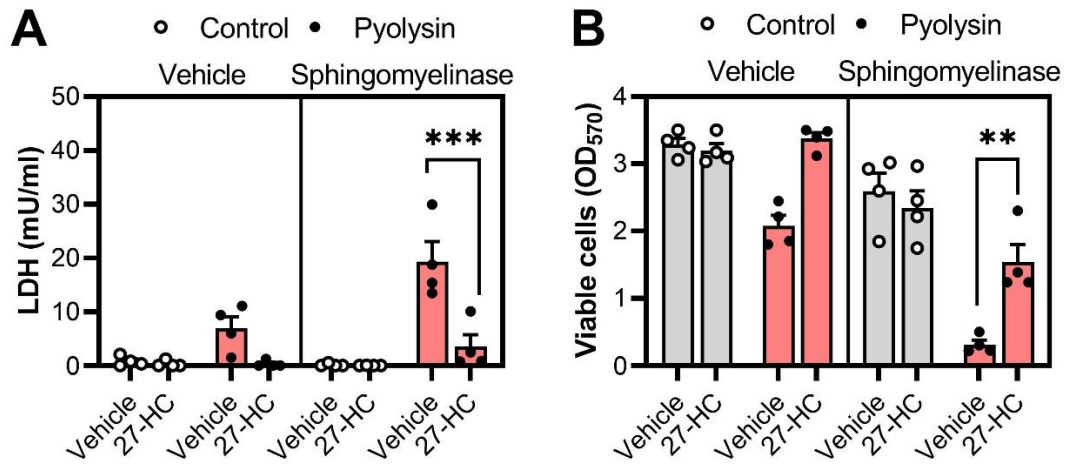 A
Control Pyolysin
Vehicle Sphingomyelinase
LDH (mU/ml)
50
40
30
20
10
0
***
Vehicle
27-HC
Vehicle
27-HC
Vehicle
27-HC
Vehicle
27-HC
B
Control Pyolysin
Vehicle Sphingomyelinase
Viable cells (OD570)
4
3
2
1
0
**
Vehicle
27-HC
Vehicle
27-HC
Vehicle
27-HC
Vehicle
27-HC